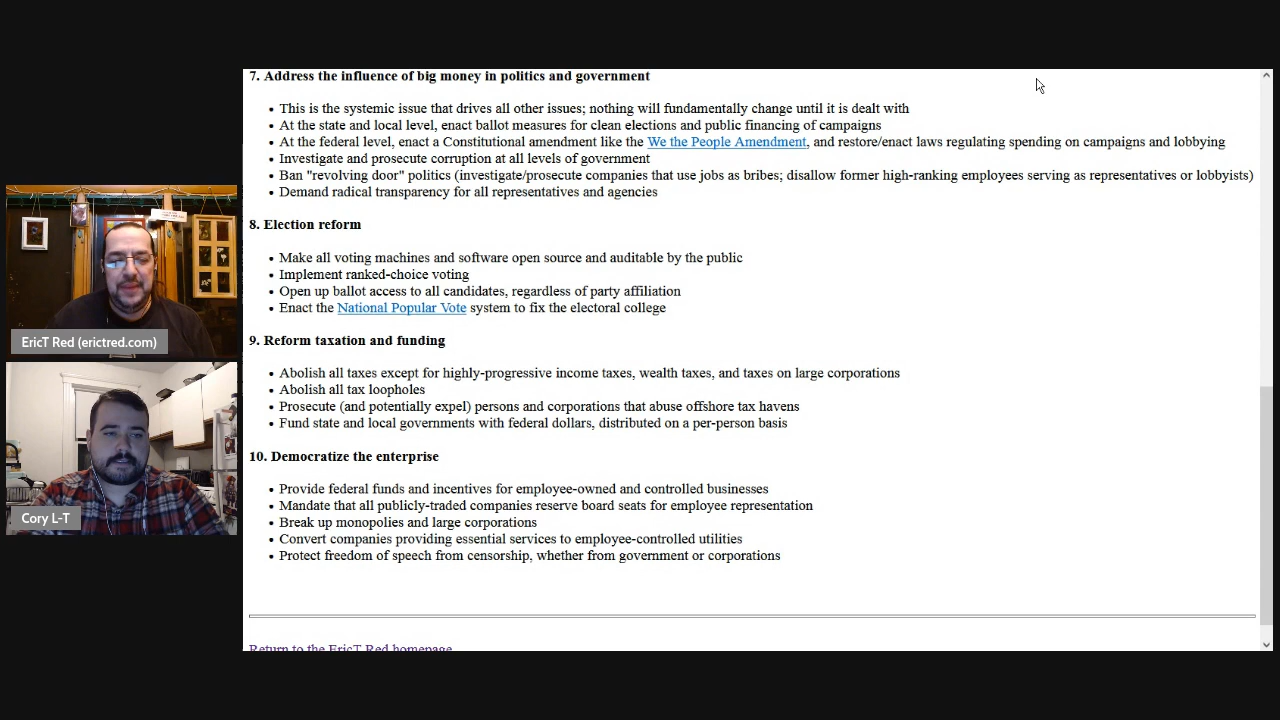 7. Address the influence of big money in politics and government
• This is the systemic issue that drives all other issues; nothing will fundamentally change until it is dealt with
• At the state and local level, enact ballot measures for clean elections and public financing of campaigns
• At the federal level, enact a Constitutional amendment like the We the People Amendment, and restore/enact laws regulating spending on campaigns and lobbying
• Investigate and prosecute corruption at all levels of government
• Ban "revolving door" politics (investigate/prosecute companies that use jobs as bribes; disallow former high-ranking employees serving as representatives or lobbyists)
• Demand radical transparency for all representatives and agencies
8. Election reform
• Make all voting machines and software open source and auditable by the public
• Implement ranked-choice voting
• Open up ballot access to all candidates, regardless of party affiliation
• Enact the National Popular Vote system to fix the electoral college
9. Reform taxation and funding
• Abolish all taxes except for highly-progressive income taxes, wealth taxes, and taxes on large corporations
• Abolish all tax loopholes
• Prosecute (and potentially expel) persons and corporations that abuse offshore tax havens
• Fund state and local governments with federal dollars, distributed on a per-person basis
10. Democratize the enterprise
• Provide federal funds and incentives for employee-owned and controlled businesses
• Mandate that all publicly-traded companies reserve board seats for employee representation
• Break up monopolies and large corporations
• Convert companies providing essential services to employee-controlled utilities
• Protect freedom of speech from censorship, whether from government or corporations
Return to the EricT Red homepage
EricT Red (erictred.com)
Cory L-T